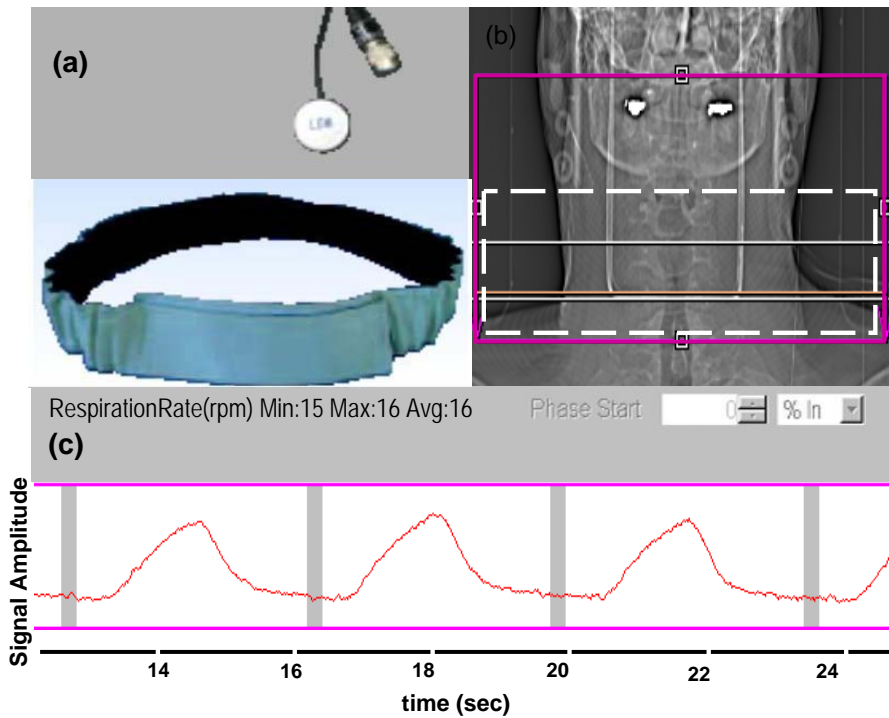 (a)
(b)
RespirationRate(rpm) Min:15 Max:16 Avg:16
Phase Start
0
% In
(c)
Signal Amplitude
14
16
18
20
22
24
time (sec)